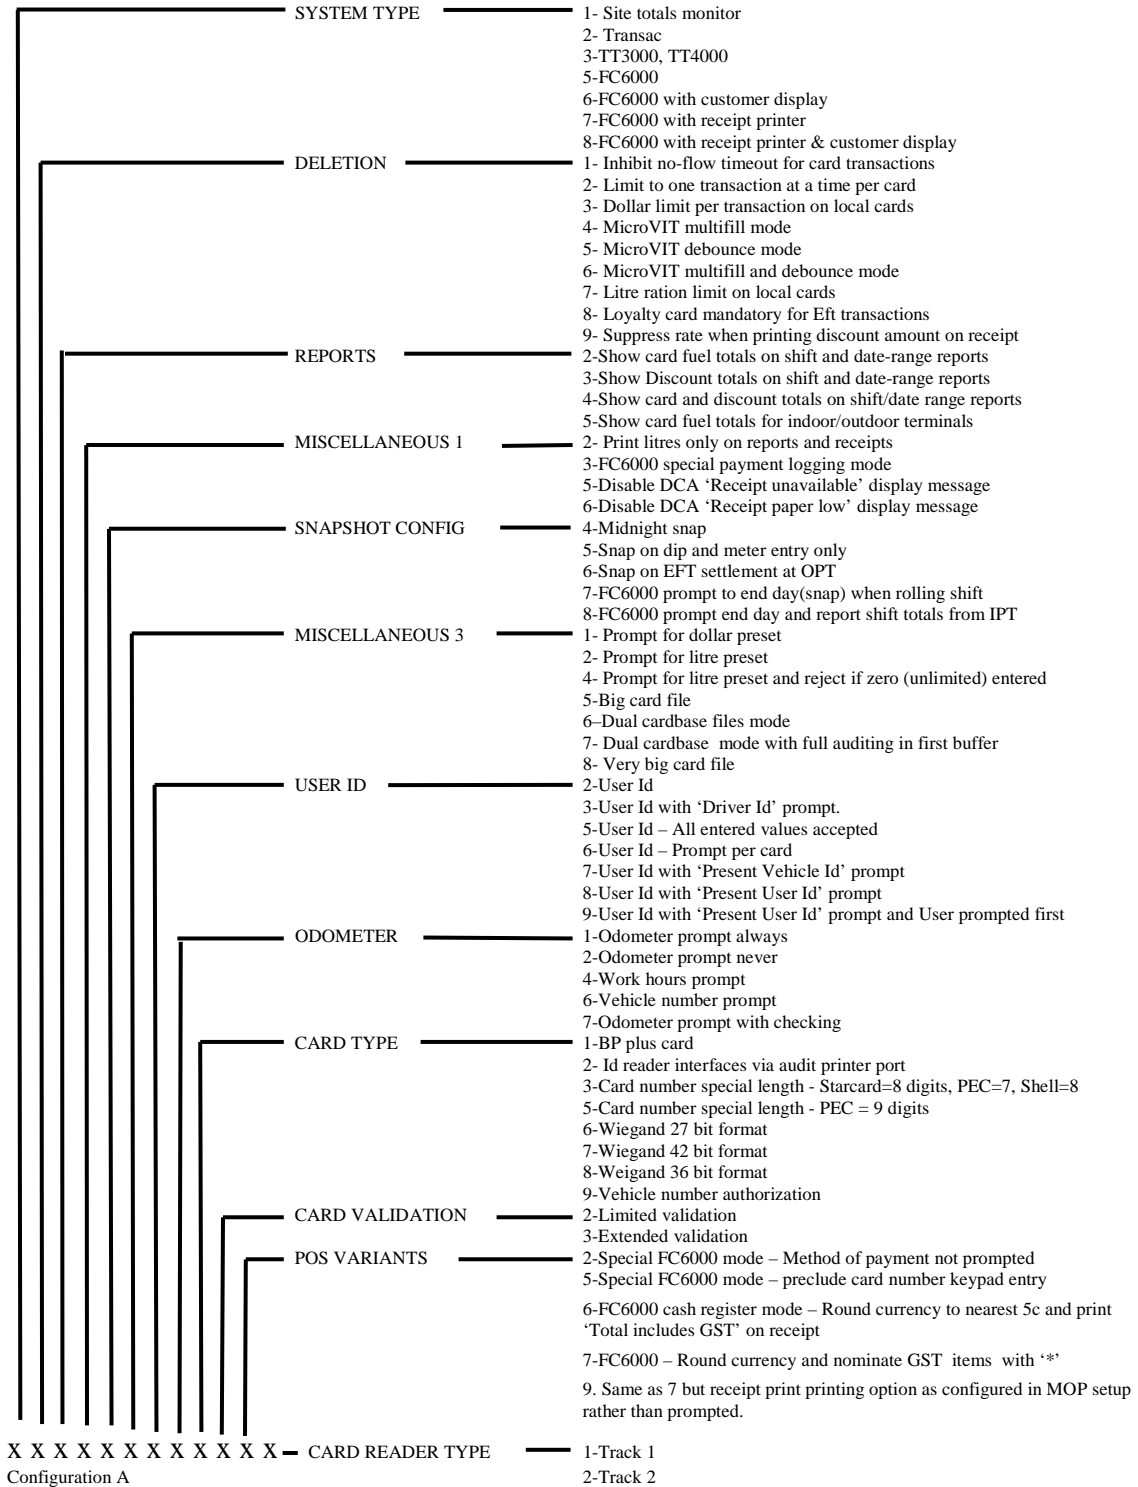 SYSTEM TYPE 1- Site totals monitor
2- Transac
3-TT3000, TT4000
5-FC6000
6-FC6000 with customer display
7-FC6000 with receipt printer
8-FC6000 with receipt printer & customer display
DELETION 1- Inhibit no-flow timeout for card transactions
2- Limit to one transaction at a time per card
3- Dollar limit per transaction on local cards
4- MicroVIT multifill mode
5- MicroVIT debounce mode
6- MicroVIT multifill and debounce mode
7- Litre ration limit on local cards
8- Loyalty card mandatory for Eft transactions
9- Suppress rate when printing discount amount on receipt
REPORTS 2-Show card fuel totals on shift and date-range reports
3-Show Discount totals on shift and date-range reports
4-Show card and discount totals on shift/date range reports
5-Show card fuel totals for indoor/outdoor terminals
MISCELLANEOUS 1 2- Print litres only on reports and receipts
3-FC6000 special payment logging mode
5-Disable DCA ‘Receipt unavailable’ display message
6-Disable DCA ‘Receipt paper low’ display message
SNAPSHOT CONFIG 4-Midnight snap
5-Snap on dip and meter entry only
6-Snap on EFT settlement at OPT
7-FC6000 prompt to end day(snap) when rolling shift
8-FC6000 prompt end day and report shift totals from IPT
MISCELLANEOUS 3 1- Prompt for dollar preset
2- Prompt for litre preset
4- Prompt for litre preset and reject if zero (unlimited) entered
5-Big card file
6–Dual cardbase files mode
7- Dual cardbase mode with full auditing in first buffer
8- Very big card file
USER ID 2-User Id
3-User Id with ‘Driver Id’ prompt.
5-User Id – All entered values accepted
6-User Id – Prompt per card
7-User Id with ‘Present Vehicle Id’ prompt
8-User Id with ‘Present User Id’ prompt
9-User Id with ‘Present User Id’ prompt and User prompted first
ODOMETER 1-Odometer prompt always
2-Odometer prompt never
4-Work hours prompt
6-Vehicle number prompt
7-Odometer prompt with checking
CARD TYPE 1-BP plus card
2- Id reader interfaces via audit printer port
3-Card number special length - Starcard=8 digits, PEC=7, Shell=8
5-Card number special length - PEC = 9 digits
6-Wiegand 27 bit format
7-Wiegand 42 bit format
8-Weigand 36 bit format
9-Vehicle number authorization
CARD VALIDATION 2-Limited validation
3-Extended validation
POS VARIANTS 2-Special FC6000 mode – Method of payment not prompted
5-Special FC6000 mode – preclude card number keypad entry
6-FC6000 cash register mode – Round currency to nearest 5c and print
‘Total includes GST’ on receipt
7-FC6000 – Round currency and nominate GST items with ‘*’
9. Same as 7 but receipt print printing option as configured in MOP setup
rather than prompted.
X X X X X X X X X X X X CARD READER TYPE 1-Track 1
Configuration A 2-Track 2